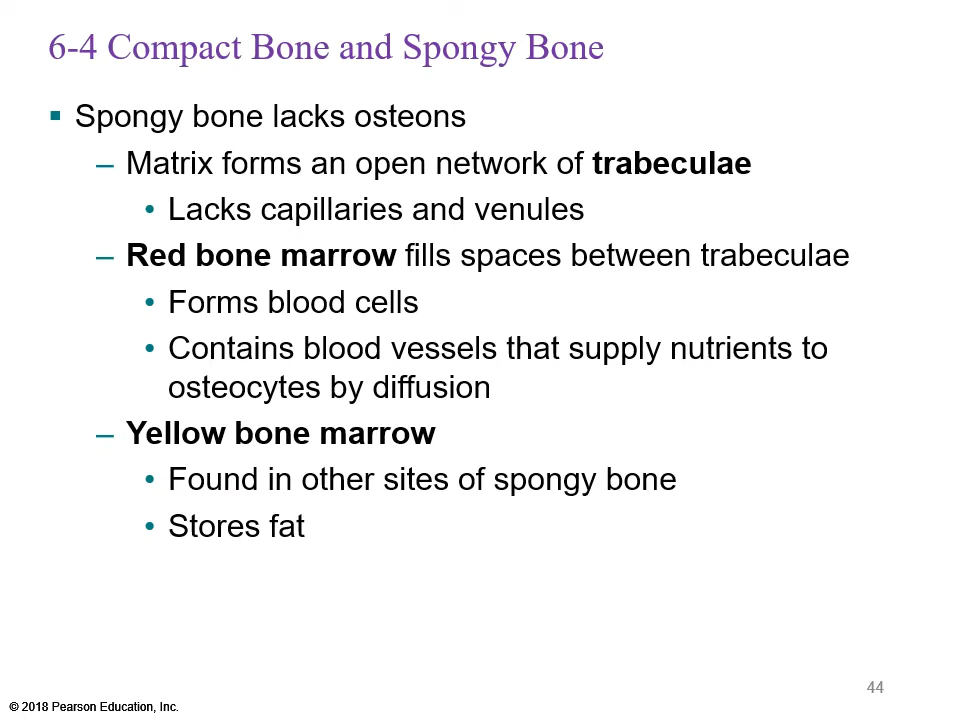 6-4 Compact Bone and Spongy Bone
▪ Spongy bone lacks osteons
– Matrix forms an open network of trabeculae
• Lacks capillaries and venules
– Red bone marrow fills spaces between trabeculae
• Forms blood cells
• Contains blood vessels that supply nutrients to
osteocytes by diffusion
– Yellow bone marrow
• Found in other sites of spongy bone
• Stores fat
44
© 2018 Pearson Education, Inc.